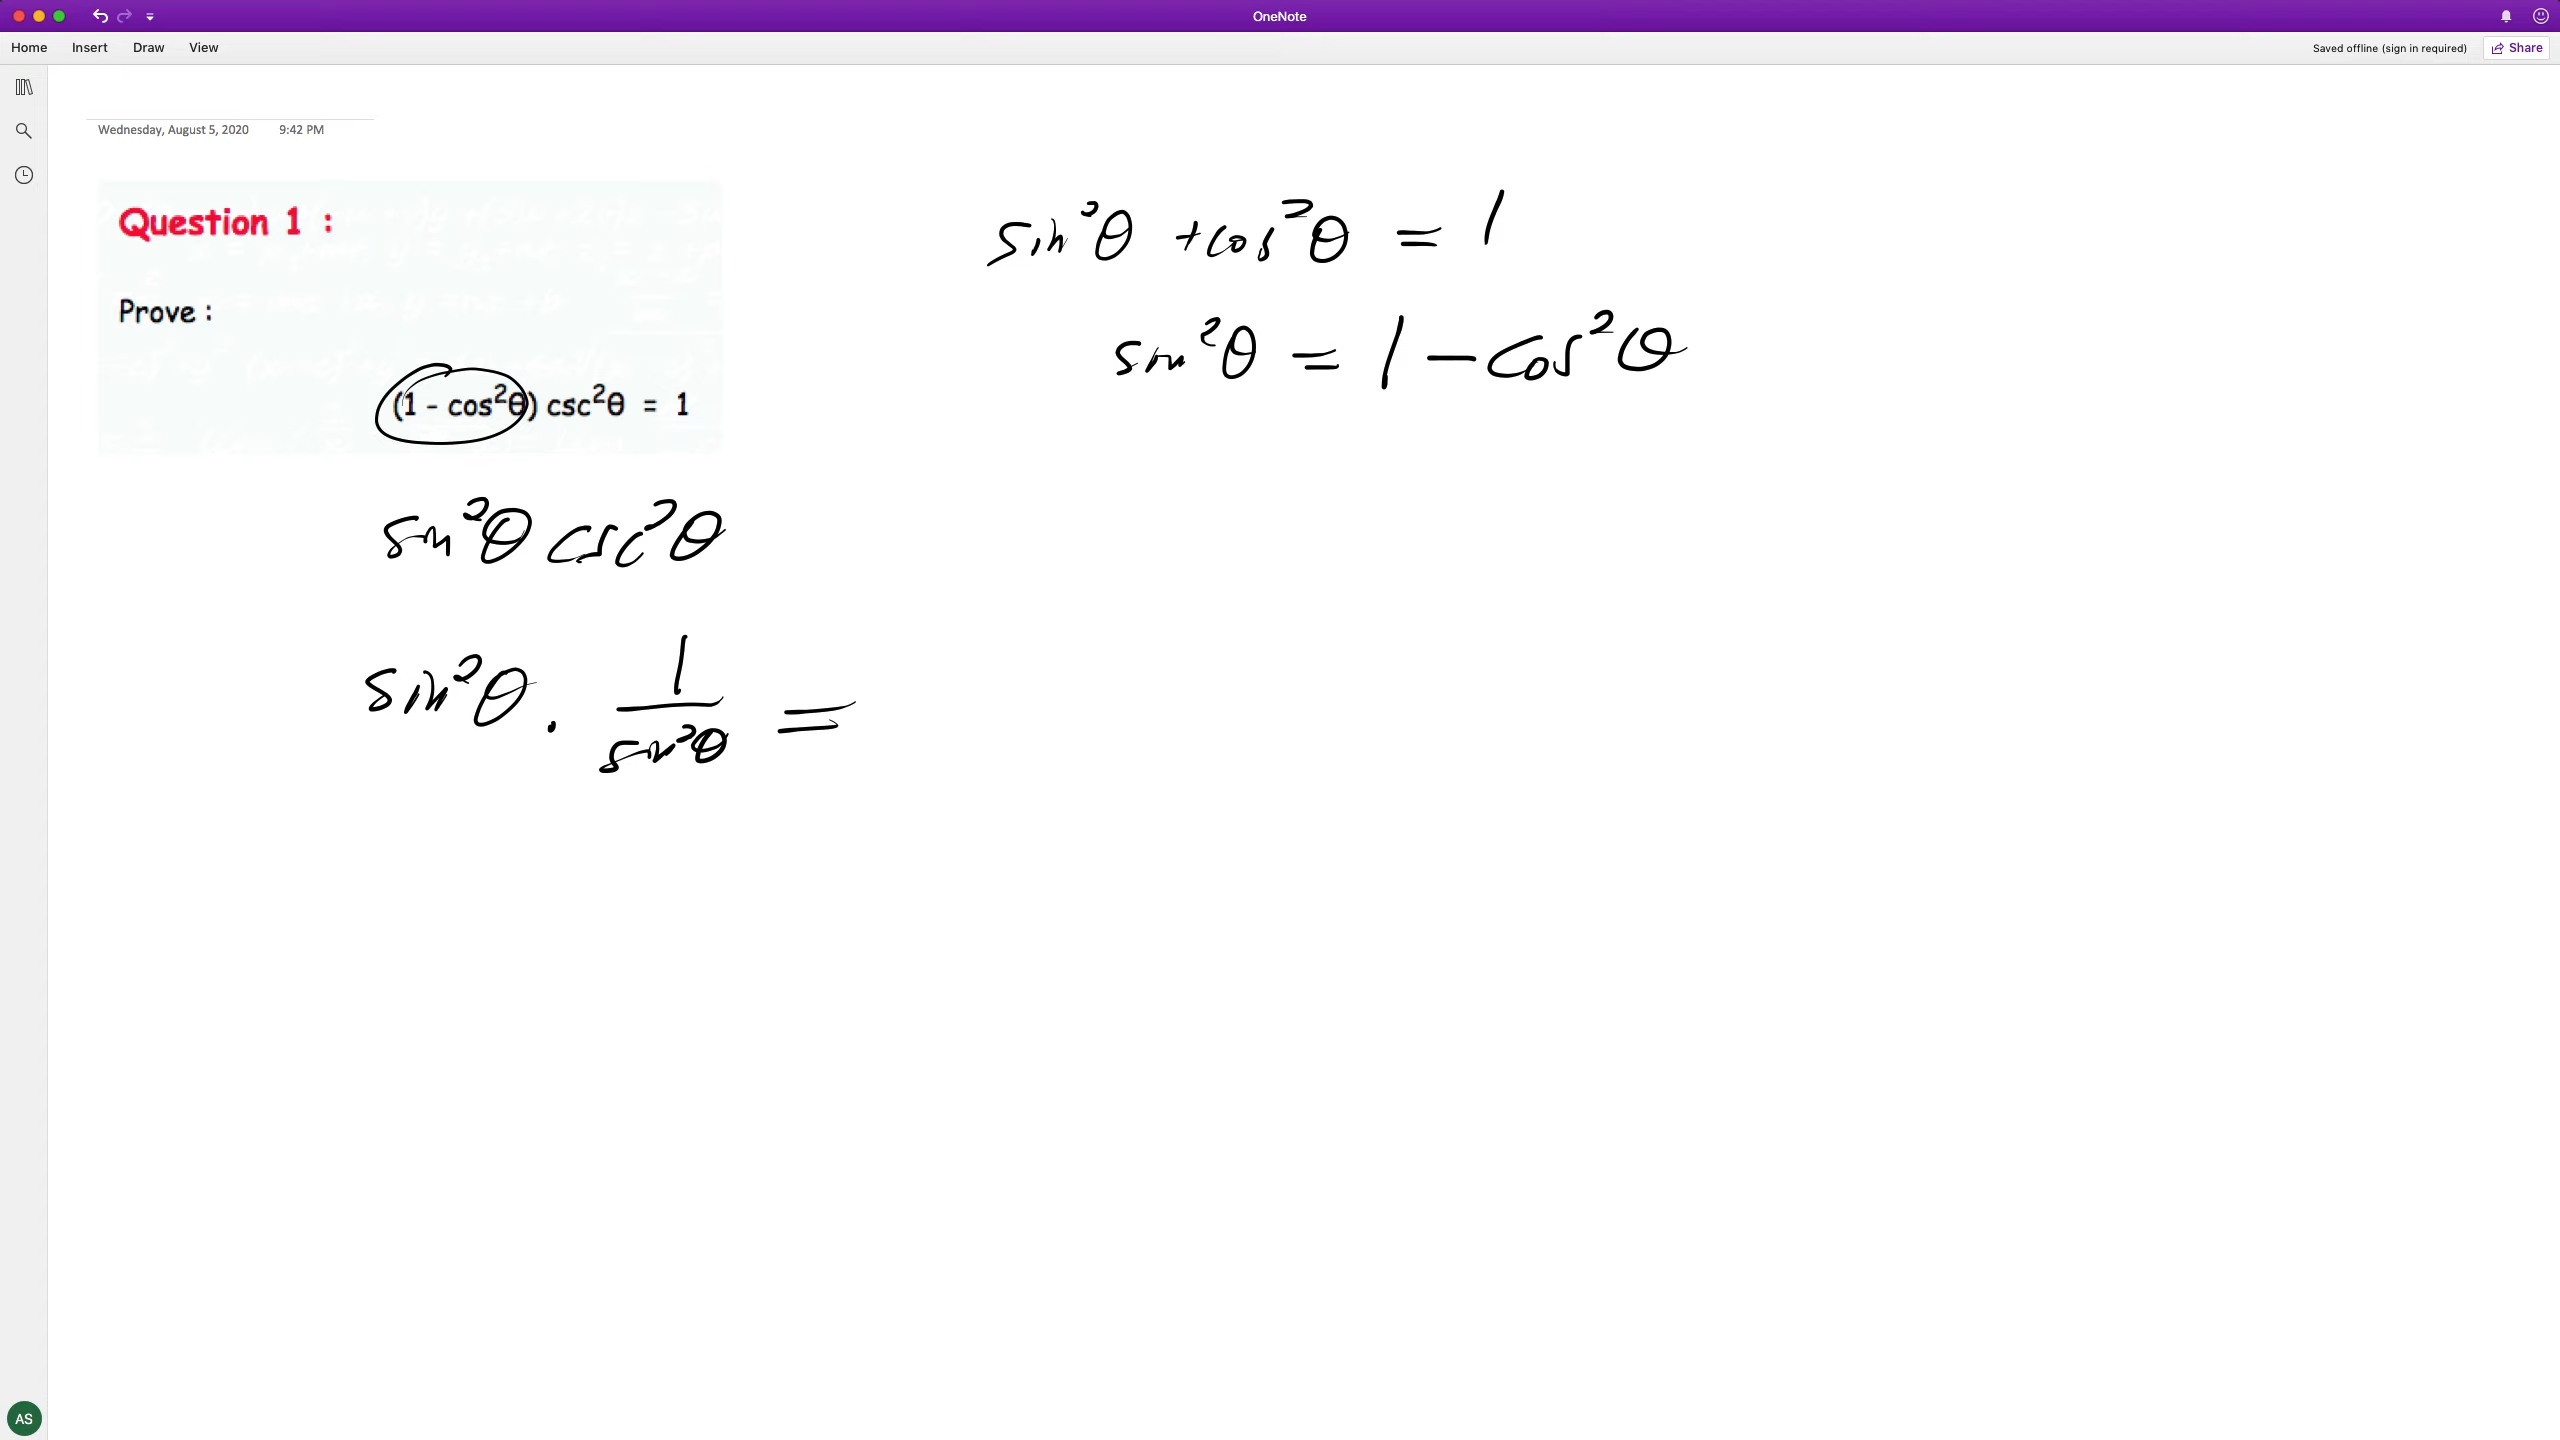 OneNote
Home Insert Draw View
Saved offline (sign in required) Share
Wednesday, August 5, 2020 9:42 PM
Question 1 :
Prove :
(1 - cos²θ) csc²θ = 1
sin²θ csc²θ
sin²θ . 1/sin²θ =
sin²θ + cos²θ = 1
sin²θ = 1 - cos²θ
AS